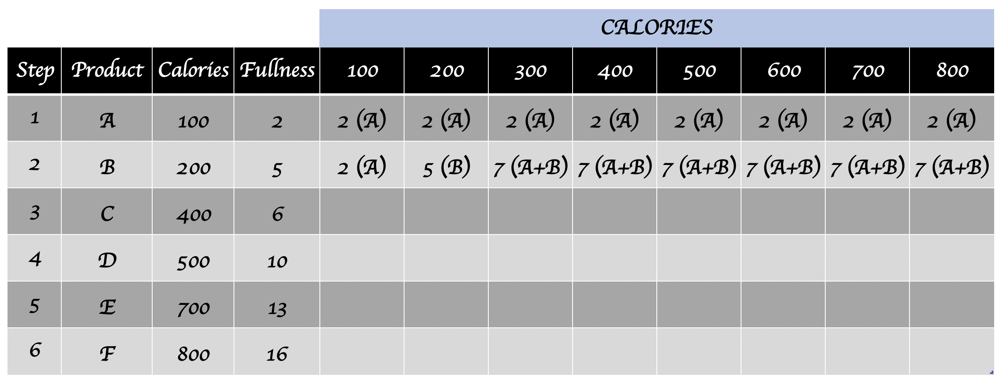 CALORIES
Step Product Calories Fullness 100 200 300 400 500 600 700 800
1 A 100 2 2 (A) 2 (A) 2 (A) 2 (A) 2 (A) 2 (A) 2 (A) 2 (A)
2 B 200 5 2 (A) 5 (B) 7 (A+B) 7 (A+B) 7 (A+B) 7 (A+B) 7 (A+B) 7 (A+B)
3 C 400 6
4 D 500 10
5 E 700 13
6 F 800 16